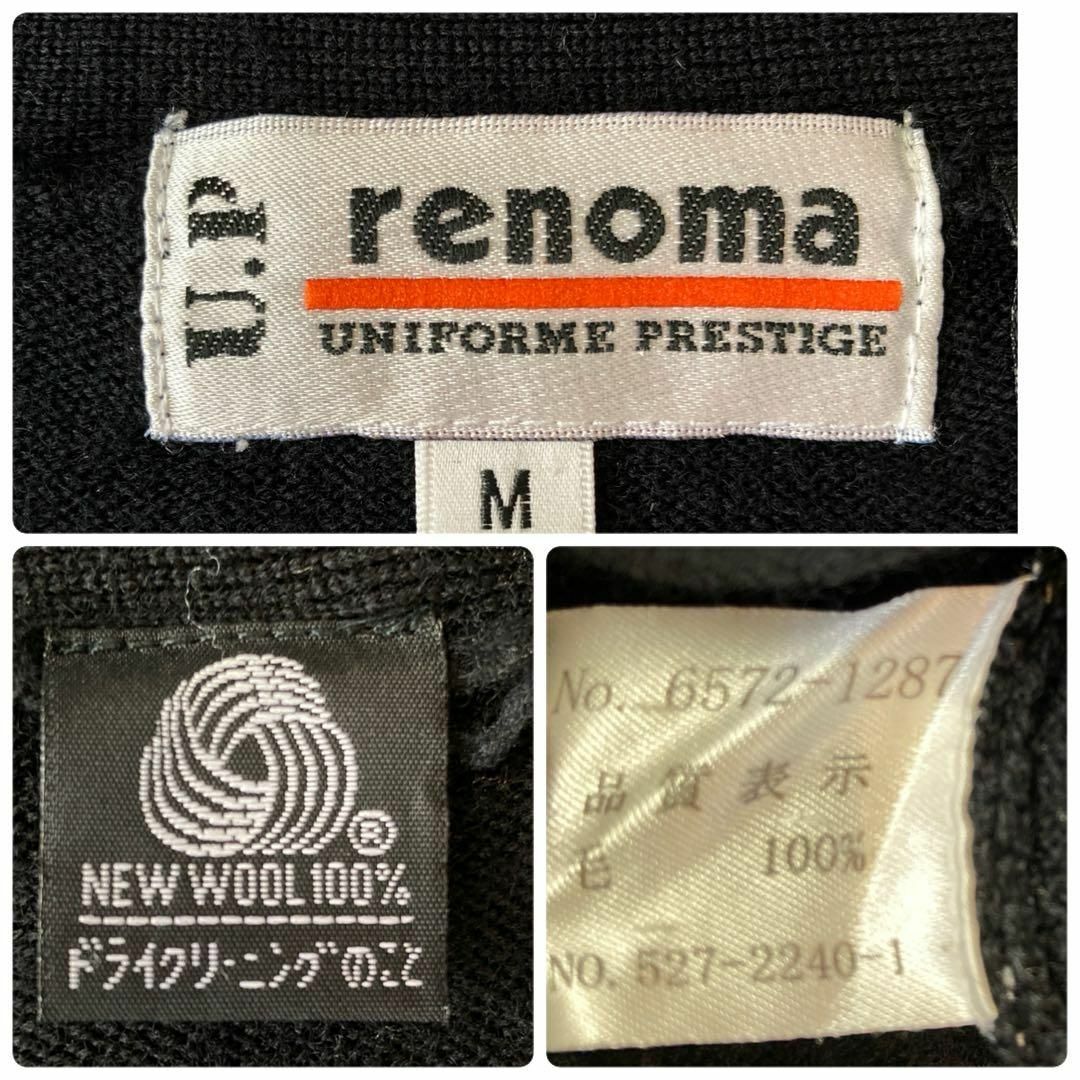 U.P
renoma
UNIFORME PRESTIGE
M
®
NEW WOOL 100%
ドライクリーニングのこと
No. 6572-1287
品質表示
毛 100%
NO. 527-2240-1